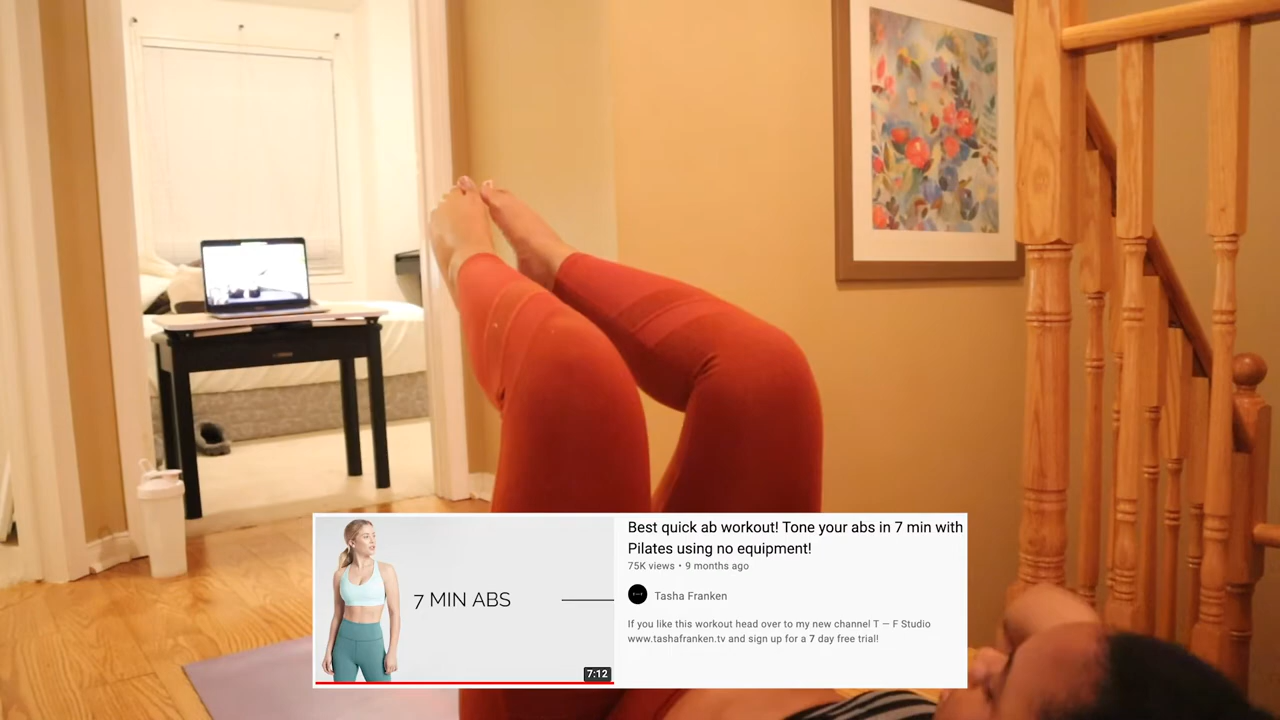 Best quick ab workout! Tone your abs in 7 min with
Pilates using no equipment!
75K views • 9 months ago
7 MIN ABS
Tasha Franken
If you like this workout head over to my new channel T — F Studio
www.tashafranken.tv and sign up for a 7 day free trial!
7:12